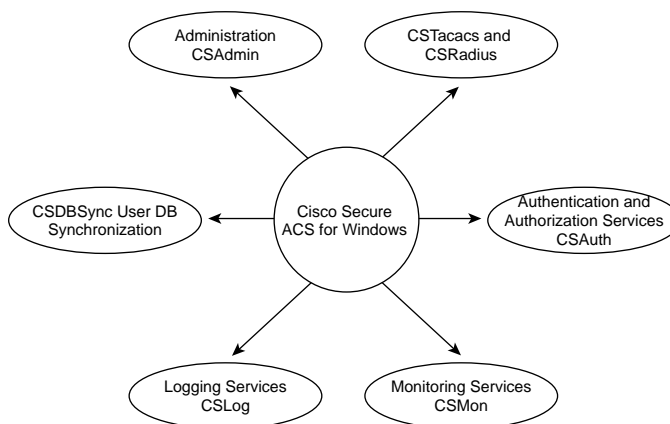 Administration
CSAdmin
CSTacacs and
CSRadius
CSDBSync User DB
Synchronization
Cisco Secure
ACS for Windows
Authentication and
Authorization Services
CSAuth
Logging Services
CSLog
Monitoring Services
CSMon